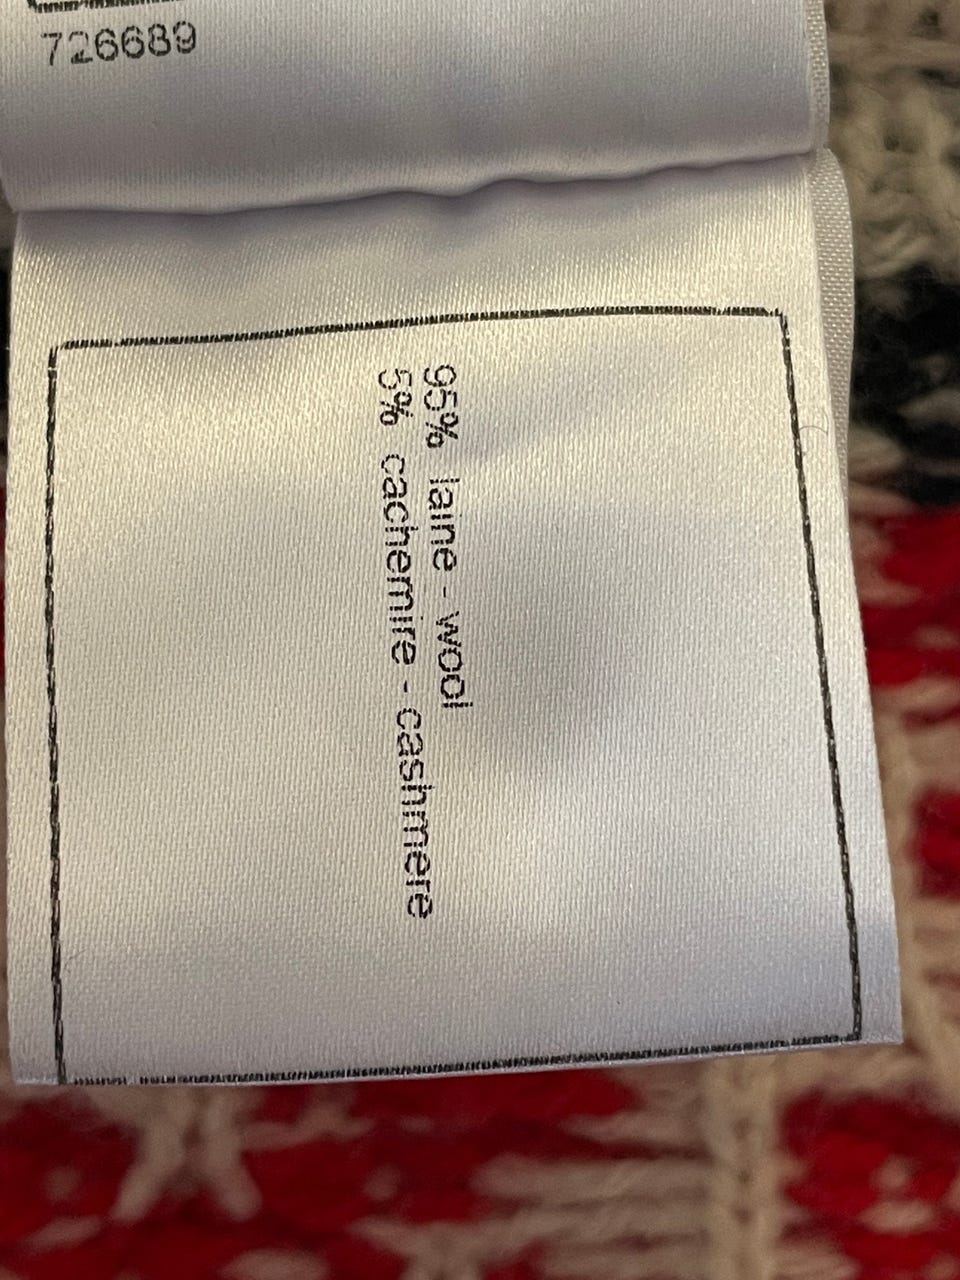 726689
95% laine - wool
5% cachemire - cashmere